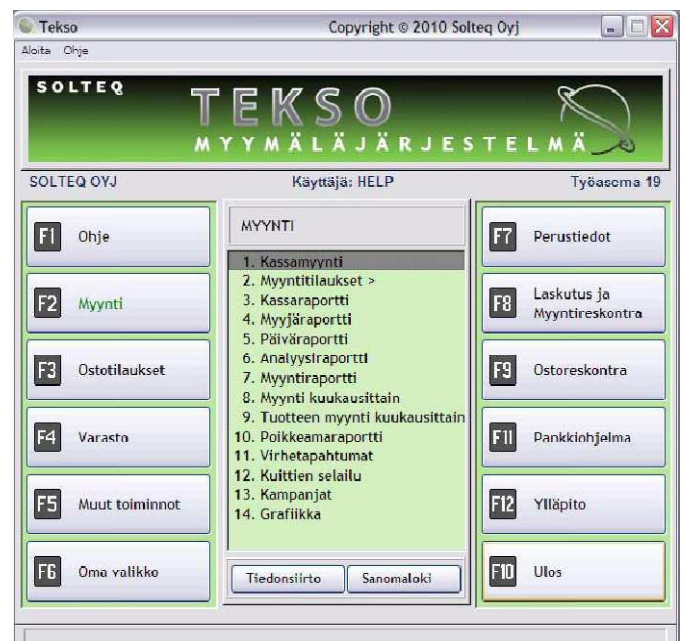 Tekso Copyright © 2010 Solteq Oyj
Aloita Ohje
SOLTEQ
TEKSO
MYYMÄLÄJÄRJESTELMÄ
SOLTEQ OYJ Käyttäjä: HELP Työasema 19
F1 Ohje
F2 Myynti
F3 Ostotilaukset
F4 Varasto
F5 Muut toiminnot
F6 Oma valikko
MYYNTI
1. Kassamyynti
2. Myyntitilaukset >
3. Kassaraportti
4. Myyjäraportti
5. Päiväraportti
6. Analyysiraportti
7. Myyntiraportti
8. Myynti kuukausittain
9. Tuotteen myynti kuukausittain
10. Poikkeamaraportti
11. Virhetapahtumat
12. Kuittien selailu
13. Kampanjat
14. Grafiikka
Tiedonsiirto Sanomaloki
F7 Perustiedot
F8 Laskutus ja
Myyntireskontra
F9 Ostoreskontra
F11 Pankkiohjelma
F12 Ylläpito
F10 Ulos